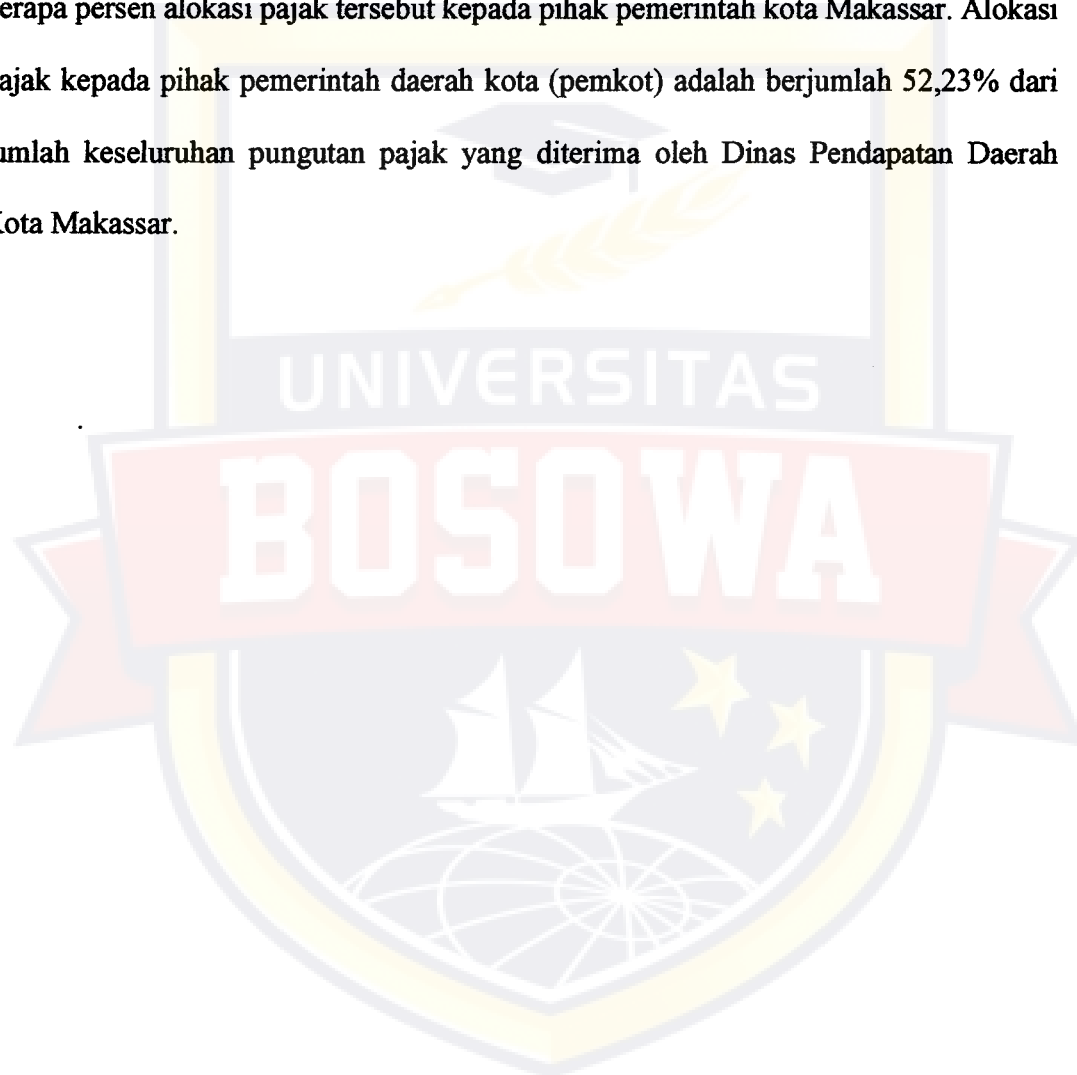 erapa persen alokasi pajak tersebut kepada pihak pemerintah kota Makassar. Alokasi
ajak kepada pihak pemerintah daerah kota (pemkot) adalah berjumlah 52,23% dari
umlah keseluruhan pungutan pajak yang diterima oleh Dinas Pendapatan Daerah
Kota Makassar.
UNIVERSITAS
BOSOWA